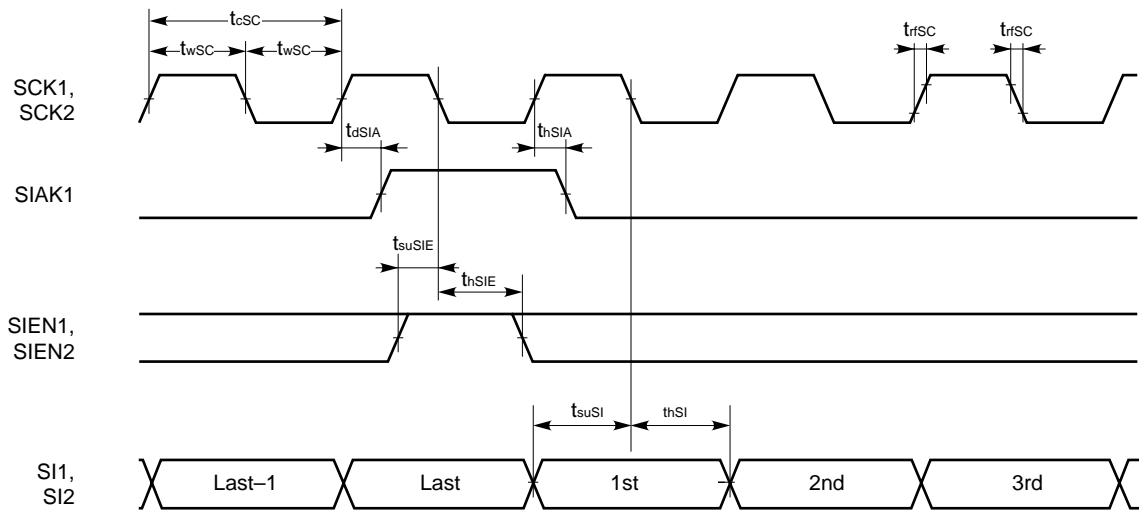 tcSC
twSC twSC
trfSC trfSC
SCK1,
SCK2
tdSIA thSIA
SIAK1
tsuSIE
thSIE
SIEN1,
SIEN2
tsuSI thSI
SI1,
SI2
Last–1 Last 1st 2nd 3rd